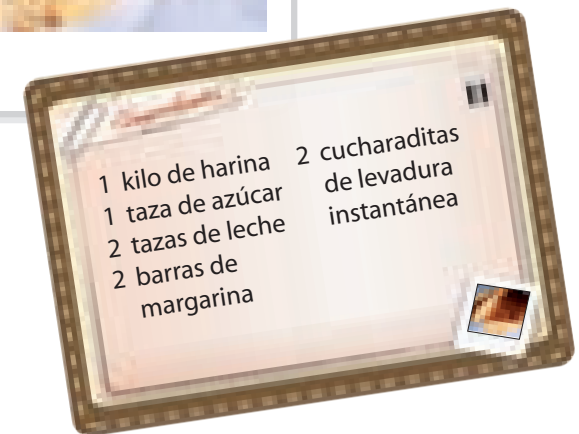 1 kilo de harina
1 taza de azúcar
2 tazas de leche
2 barras de
margarina
2 cucharaditas
de levadura
instantánea